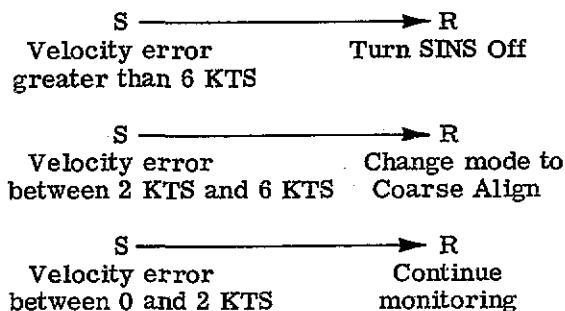 S R
Velocity error Turn SINS Off
greater than 6 KTS
S R
Velocity error Change mode to
between 2 KTS and 6 KTS Coarse Align
S R
Velocity error Continue
between 0 and 2 KTS monitoring